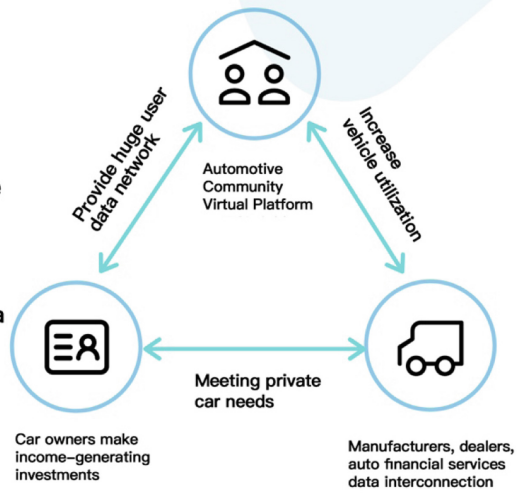 Provide huge user
data network
Increase
vehicle utilization
Automotive
Community
Virtual Platform
a
Meeting private
car needs
Car owners make
income-generating
investments
Manufacturers, dealers,
auto financial services
data interconnection